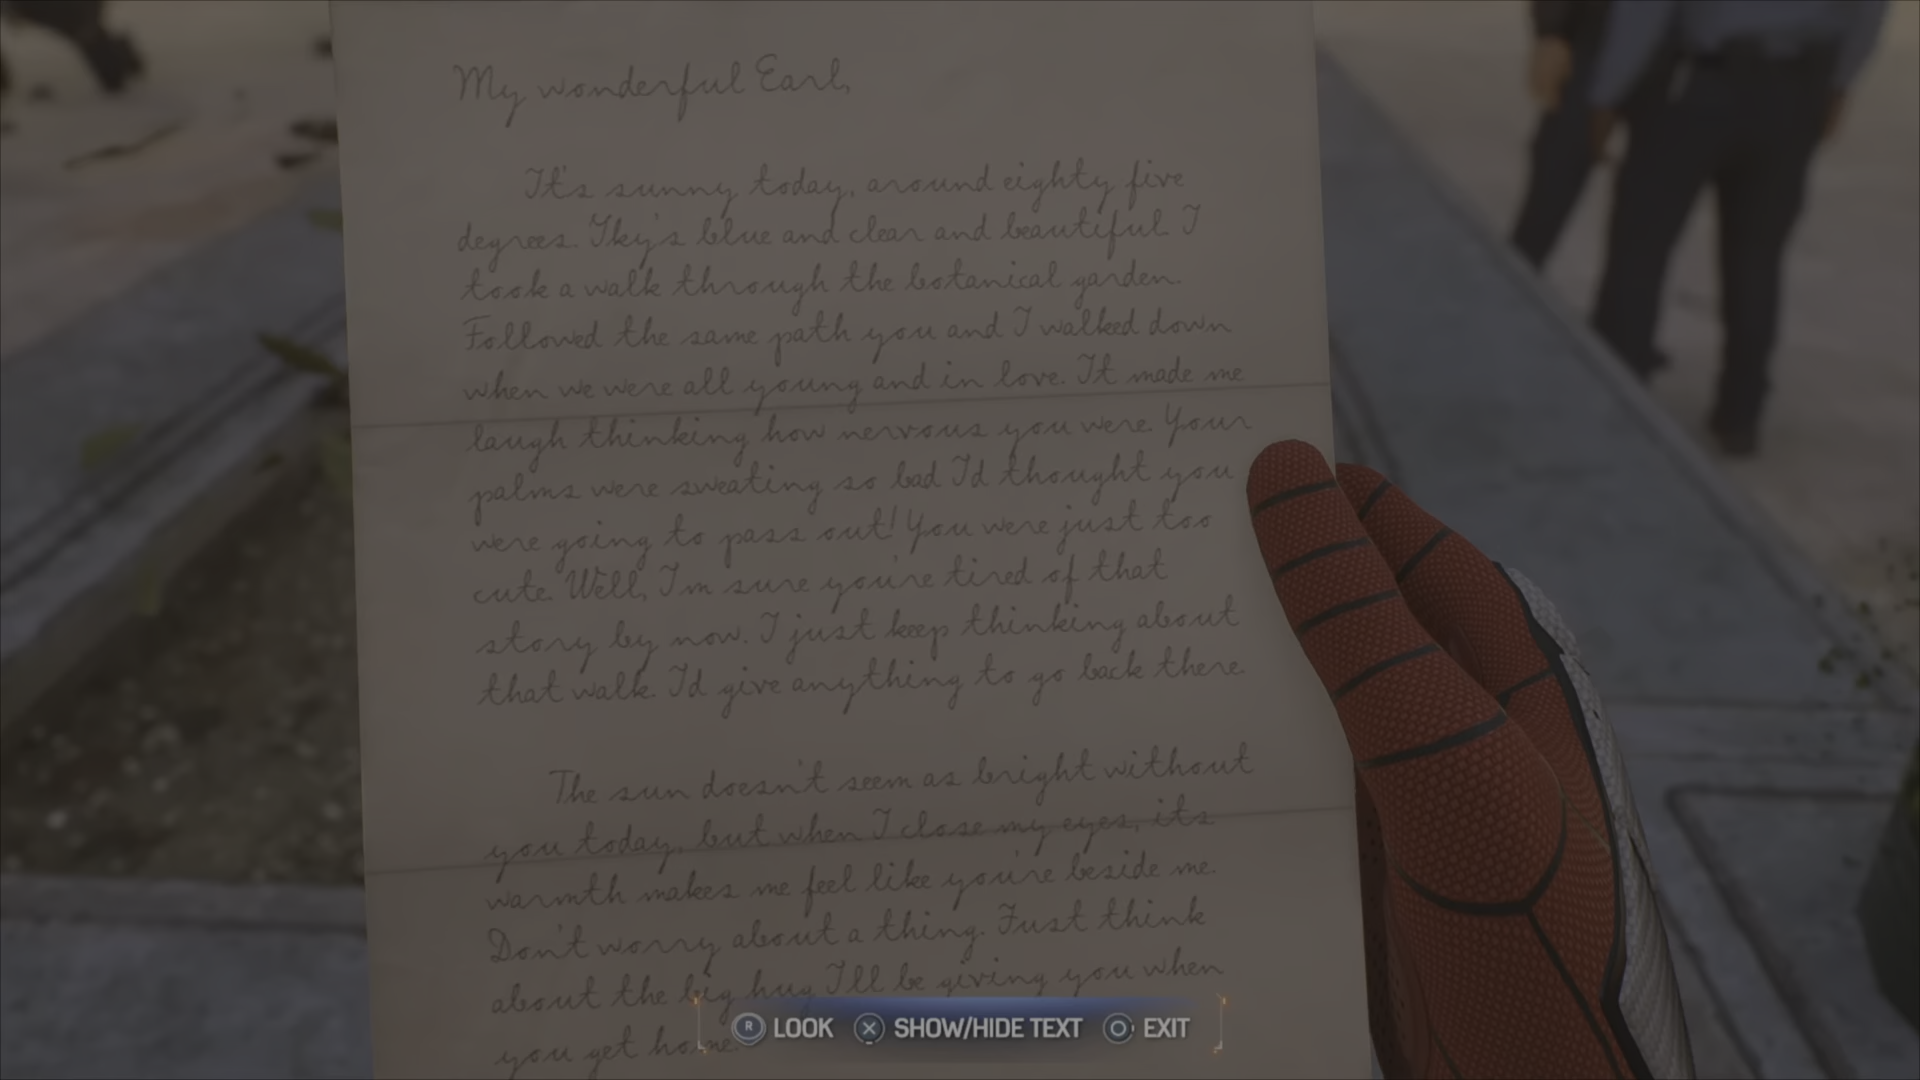 My wonderful Earl,
It's sunny today, around eighty five
degrees. Sky's blue and clear and beautiful. I
took a walk through the botanical garden.
Followed the same path you and I walked down
when we were all young and in love. It made me
laugh thinking how nervous you were. Your
palms were sweating so bad I'd thought you
were going to pass out! You were just too
cute. Well, I'm sure you're tired of that
story by now. I just keep thinking about
that walk. I'd give anything to go back there.
The sun doesn't seem as bright without
you today, but when I close my eyes, its
warmth makes me feel like you're beside me.
Don't worry about a thing. Just think
about the big hug I'll be giving you when
you get home.
R LOOK X SHOW/HIDE TEXT O EXIT